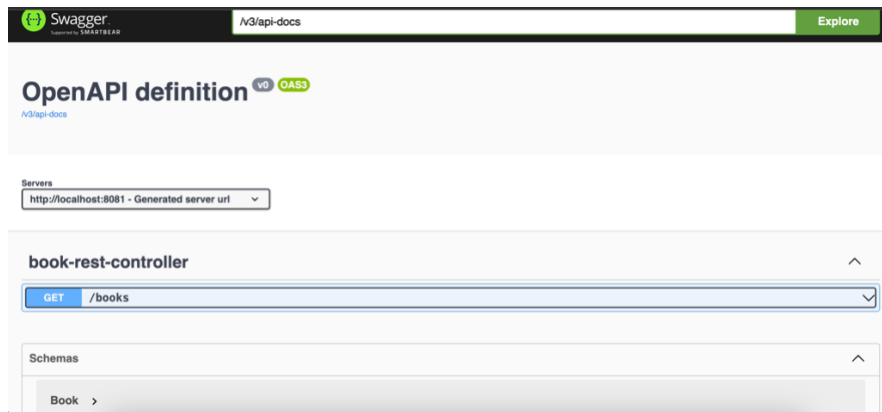 {···} Swagger.
Supported by SMARTBEAR
/v3/api-docs
Explore
OpenAPI definition v0 OAS3
/v3/api-docs
Servers
http://localhost:8081 - Generated server url
book-rest-controller
GET /books
Schemas
Book